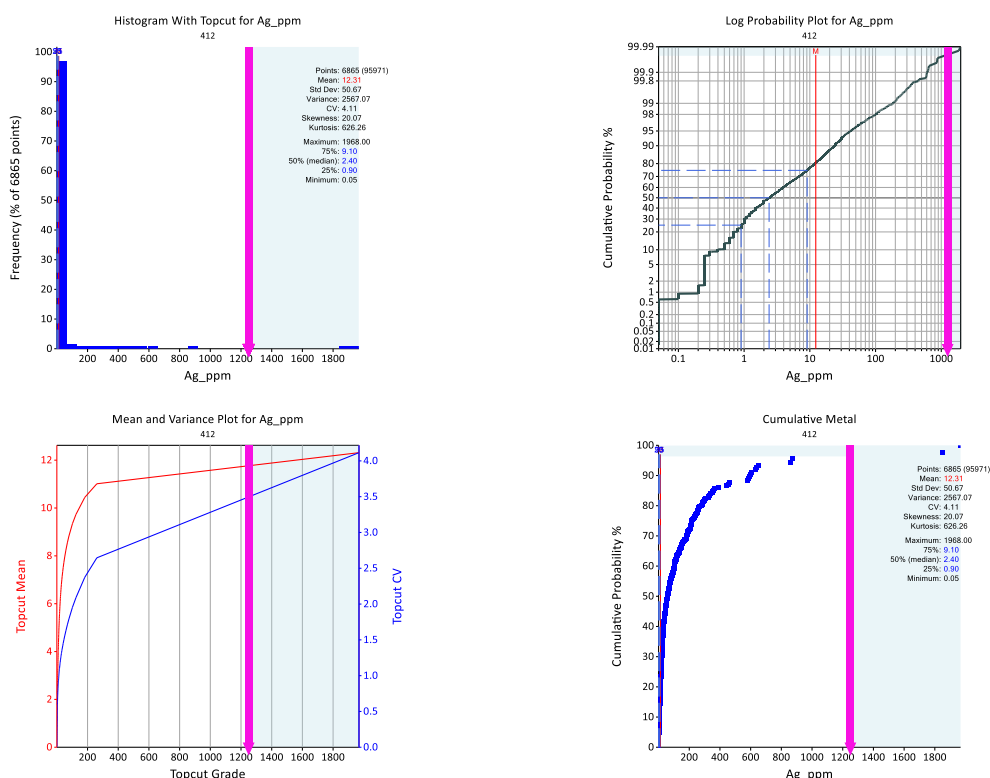 Histogram With Topcut for Ag_ppm
412
Frequency (% of 6865 points)
100
90
80
70
60
50
40
30
20
10
0
Points: 6865 (95971)
Mean: 12.31
Std Dev: 50.67
Variance: 2567.07
CV: 4.11
Skewness: 20.07
Kurtosis: 626.26
Maximum: 1968.00
75%: 9.10
50% (median): 2.40
25%: 0.90
Minimum: 0.05
200 400 600 800 1000 1200 1400 1600 1800
Ag_ppm
Log Probability Plot for Ag_ppm
412
M
Cumulative Probability %
99.99
99.9
99.8
99
98
95
90
80
70
60
50
40
30
20
10
5
2
1
0.5
0.2
0.1
0.05
0.02
0.01
0.1 1 10 100 1000
Ag_ppm
Mean and Variance Plot for Ag_ppm
412
Topcut Mean
12
10
8
6
4
2
0
4.0
3.5
3.0
2.5
2.0
1.5
1.0
0.5
0.0
Topcut CV
200 400 600 800 1000 1200 1400 1600 1800
Topcut Grade
Cumulative Metal
412
Cumulative Probability %
100
90
80
70
60
50
40
30
20
10
0
Points: 6865 (95971)
Mean: 12.31
Std Dev: 50.67
Variance: 2567.07
CV: 4.11
Skewness: 20.07
Kurtosis: 626.26
Maximum: 1968.00
75%: 9.10
50% (median): 2.40
25%: 0.90
Minimum: 0.05
200 400 600 800 1000 1200 1400 1600 1800
Ag_ppm